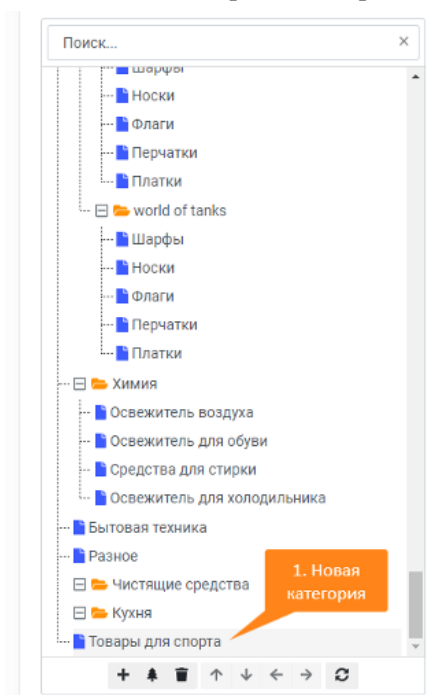 Поиск...
Шарфы
Носки
Флаги
Перчатки
Платки
world of tanks
Шарфы
Носки
Флаги
Перчатки
Платки
Химия
Освежитель воздуха
Освежитель для обуви
Средства для стирки
Освежитель для холодильника
Бытовая техника
Разное
Чистящие средства
Кухня
Товары для спорта
1. Новая
категория